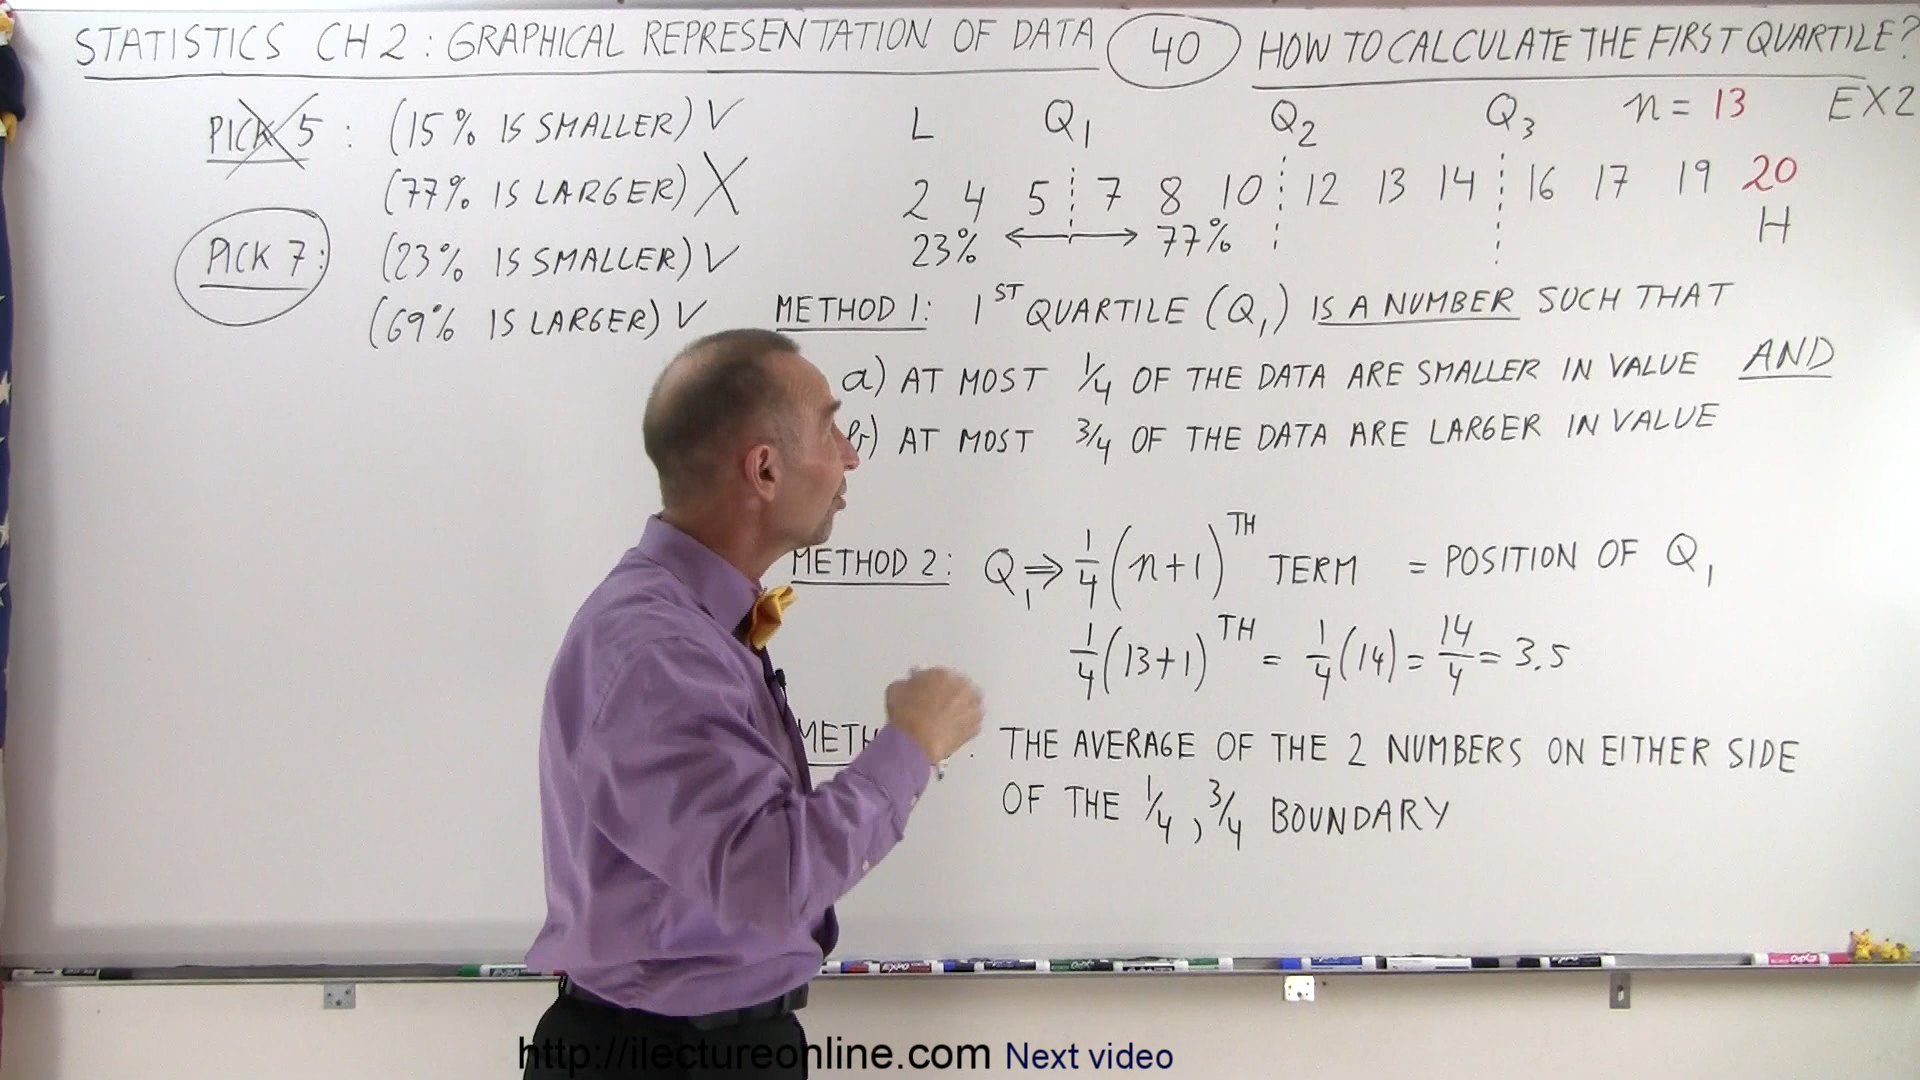 STATISTICS CH 2 : GRAPHICAL REPRESENTATION OF DATA 40 HOW TO CALCULATE THE FIRST QUARTILE?
n = 13 EX 2
PICK 5 : (15% IS SMALLER) V
(77% IS LARGER) X
PICK 7 : (23% IS SMALLER) V
(69% IS LARGER) V
L Q1 Q2 Q3
2 4 5 7 8 10 12 13 14 16 17 19 20
23% 77% H
METHOD 1: 1ST QUARTILE (Q1) IS A NUMBER SUCH THAT
a) AT MOST 1/4 OF THE DATA ARE SMALLER IN VALUE AND
b) AT MOST 3/4 OF THE DATA ARE LARGER IN VALUE
METHOD 2: Q1 ⇒ 1/4 (n+1)TH TERM = POSITION OF Q1
1/4 (13+1)TH = 1/4 (14) = 14/4 = 3.5
THE AVERAGE OF THE 2 NUMBERS ON EITHER SIDE
OF THE 1/4, 3/4 BOUNDARY
EXPO
http://ilectureonline.com Next video